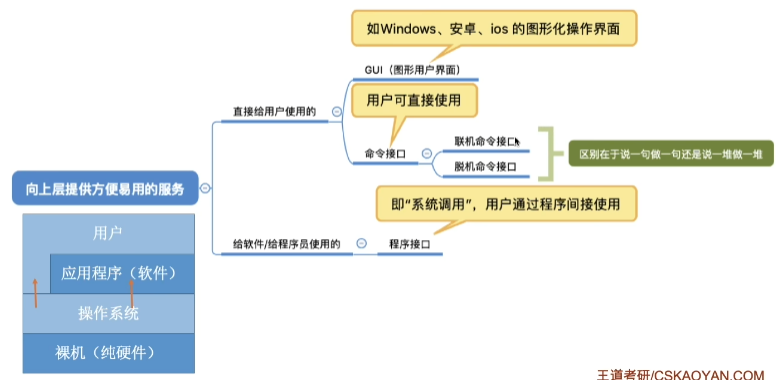 如Windows、安卓、ios 的图形化操作界面
GUI（图形用户界面）
用户可直接使用
直接给用户使用的
命令接口
联机命令接口
脱机命令接口
区别在于说一句做一句还是说一堆做一堆
向上层提供方便易用的服务
即“系统调用”，用户通过程序间接使用
给软件/给程序员使用的
程序接口
用户
应用程序（软件）
操作系统
裸机（纯硬件）
王道考研/CSKAOYAN.COM